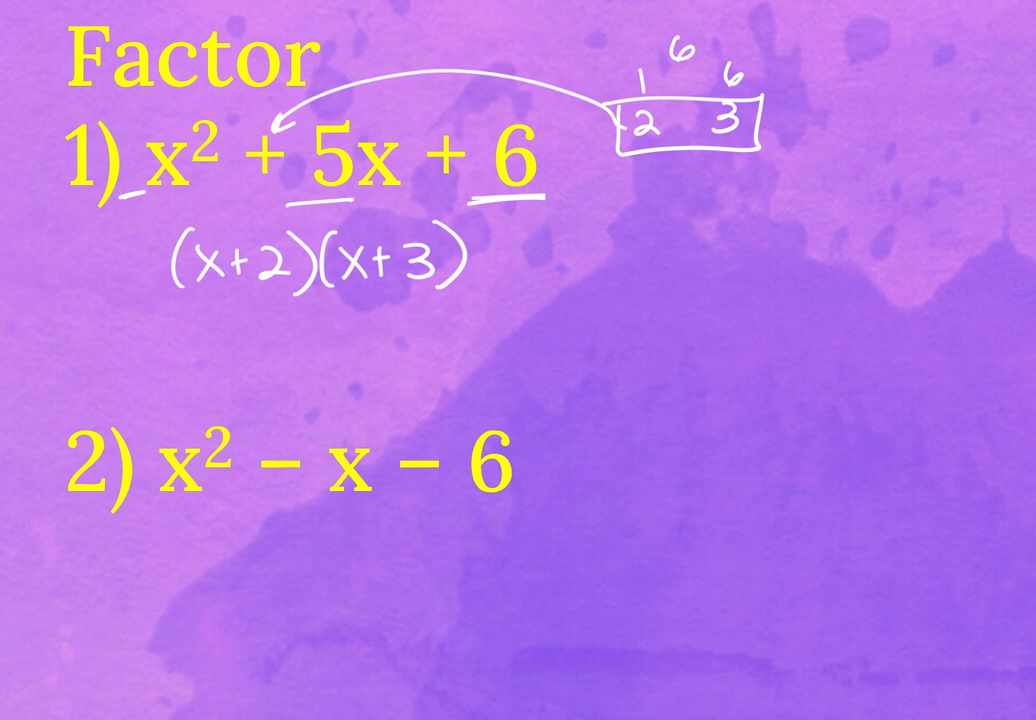 Factor
6
1 6
2 3
1) x² + 5x + 6
(x+2)(x+3)
2) x² − x − 6